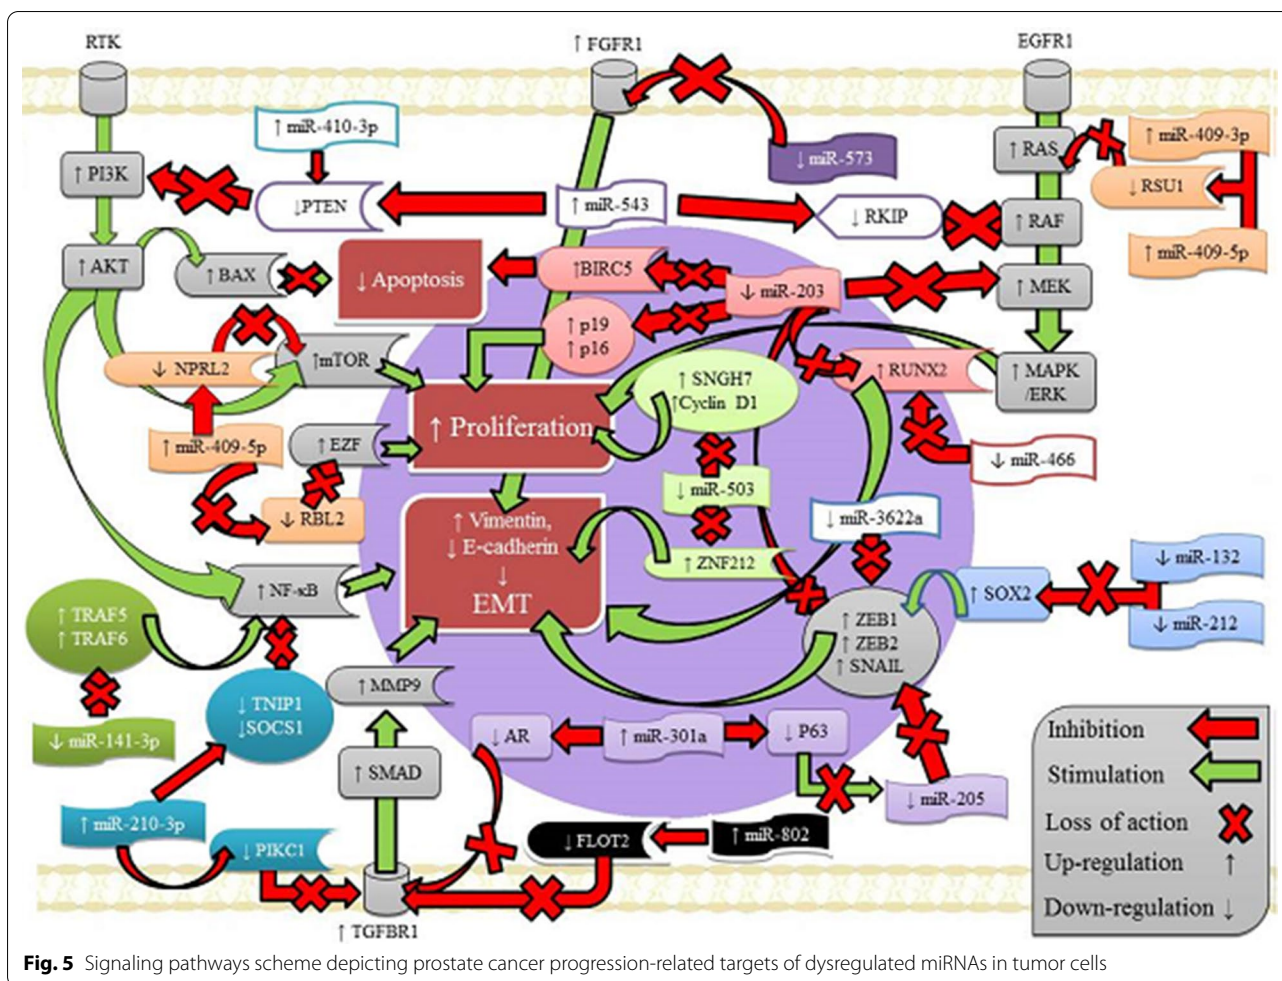 RTK
↑ FGFR1
EGFR1
↑ miR-410-3p
↑ miR-409-3p
↑ RAS
↓ miR-573
↑ PI3K
↓ RSU1
↓PTEN
↑ miR-543
↓ RKIP
↑ RAF
↑ miR-409-5p
↑ AKT
↑ BAX
↓ Apoptosis
↑BIRC5
↓ miR-203
↑ MEK
↑ p19
↑ p16
↓ NPRL2
↑mTOR
↑ RUNX2
↑ MAPK
/ERK
↑ SNGH7
↑Cyclin D1
↑ Proliferation
↑ miR-409-5p
↑ EZF
↓ miR-466
↓ miR-503
↓ RBL2
↓ miR-3622a
↑ Vimentin,
↓ E-cadherin
↓
EMT
↑ ZNF212
↓ miR-132
↑ NF-κB
↑ SOX2
↑ TRAF5
↑ TRAF6
↓ miR-212
↑ ZEB1
↑ ZEB2
↑ SNAIL
↑ MMP9
↓ TNIP1
↓SOCS1
↓ miR-141-3p
↓ AR
↑ miR-301a
↓ P63
↑ SMAD
↓ miR-205
↑ miR-210-3p
↓ PIKC1
↓ FLOT2
↑ miR-802
↑ TGFBR1
Inhibition
Stimulation
Loss of action
Up-regulation ↑
Down-regulation ↓
Fig. 5 Signaling pathways scheme depicting prostate cancer progression-related targets of dysregulated miRNAs in tumor cells